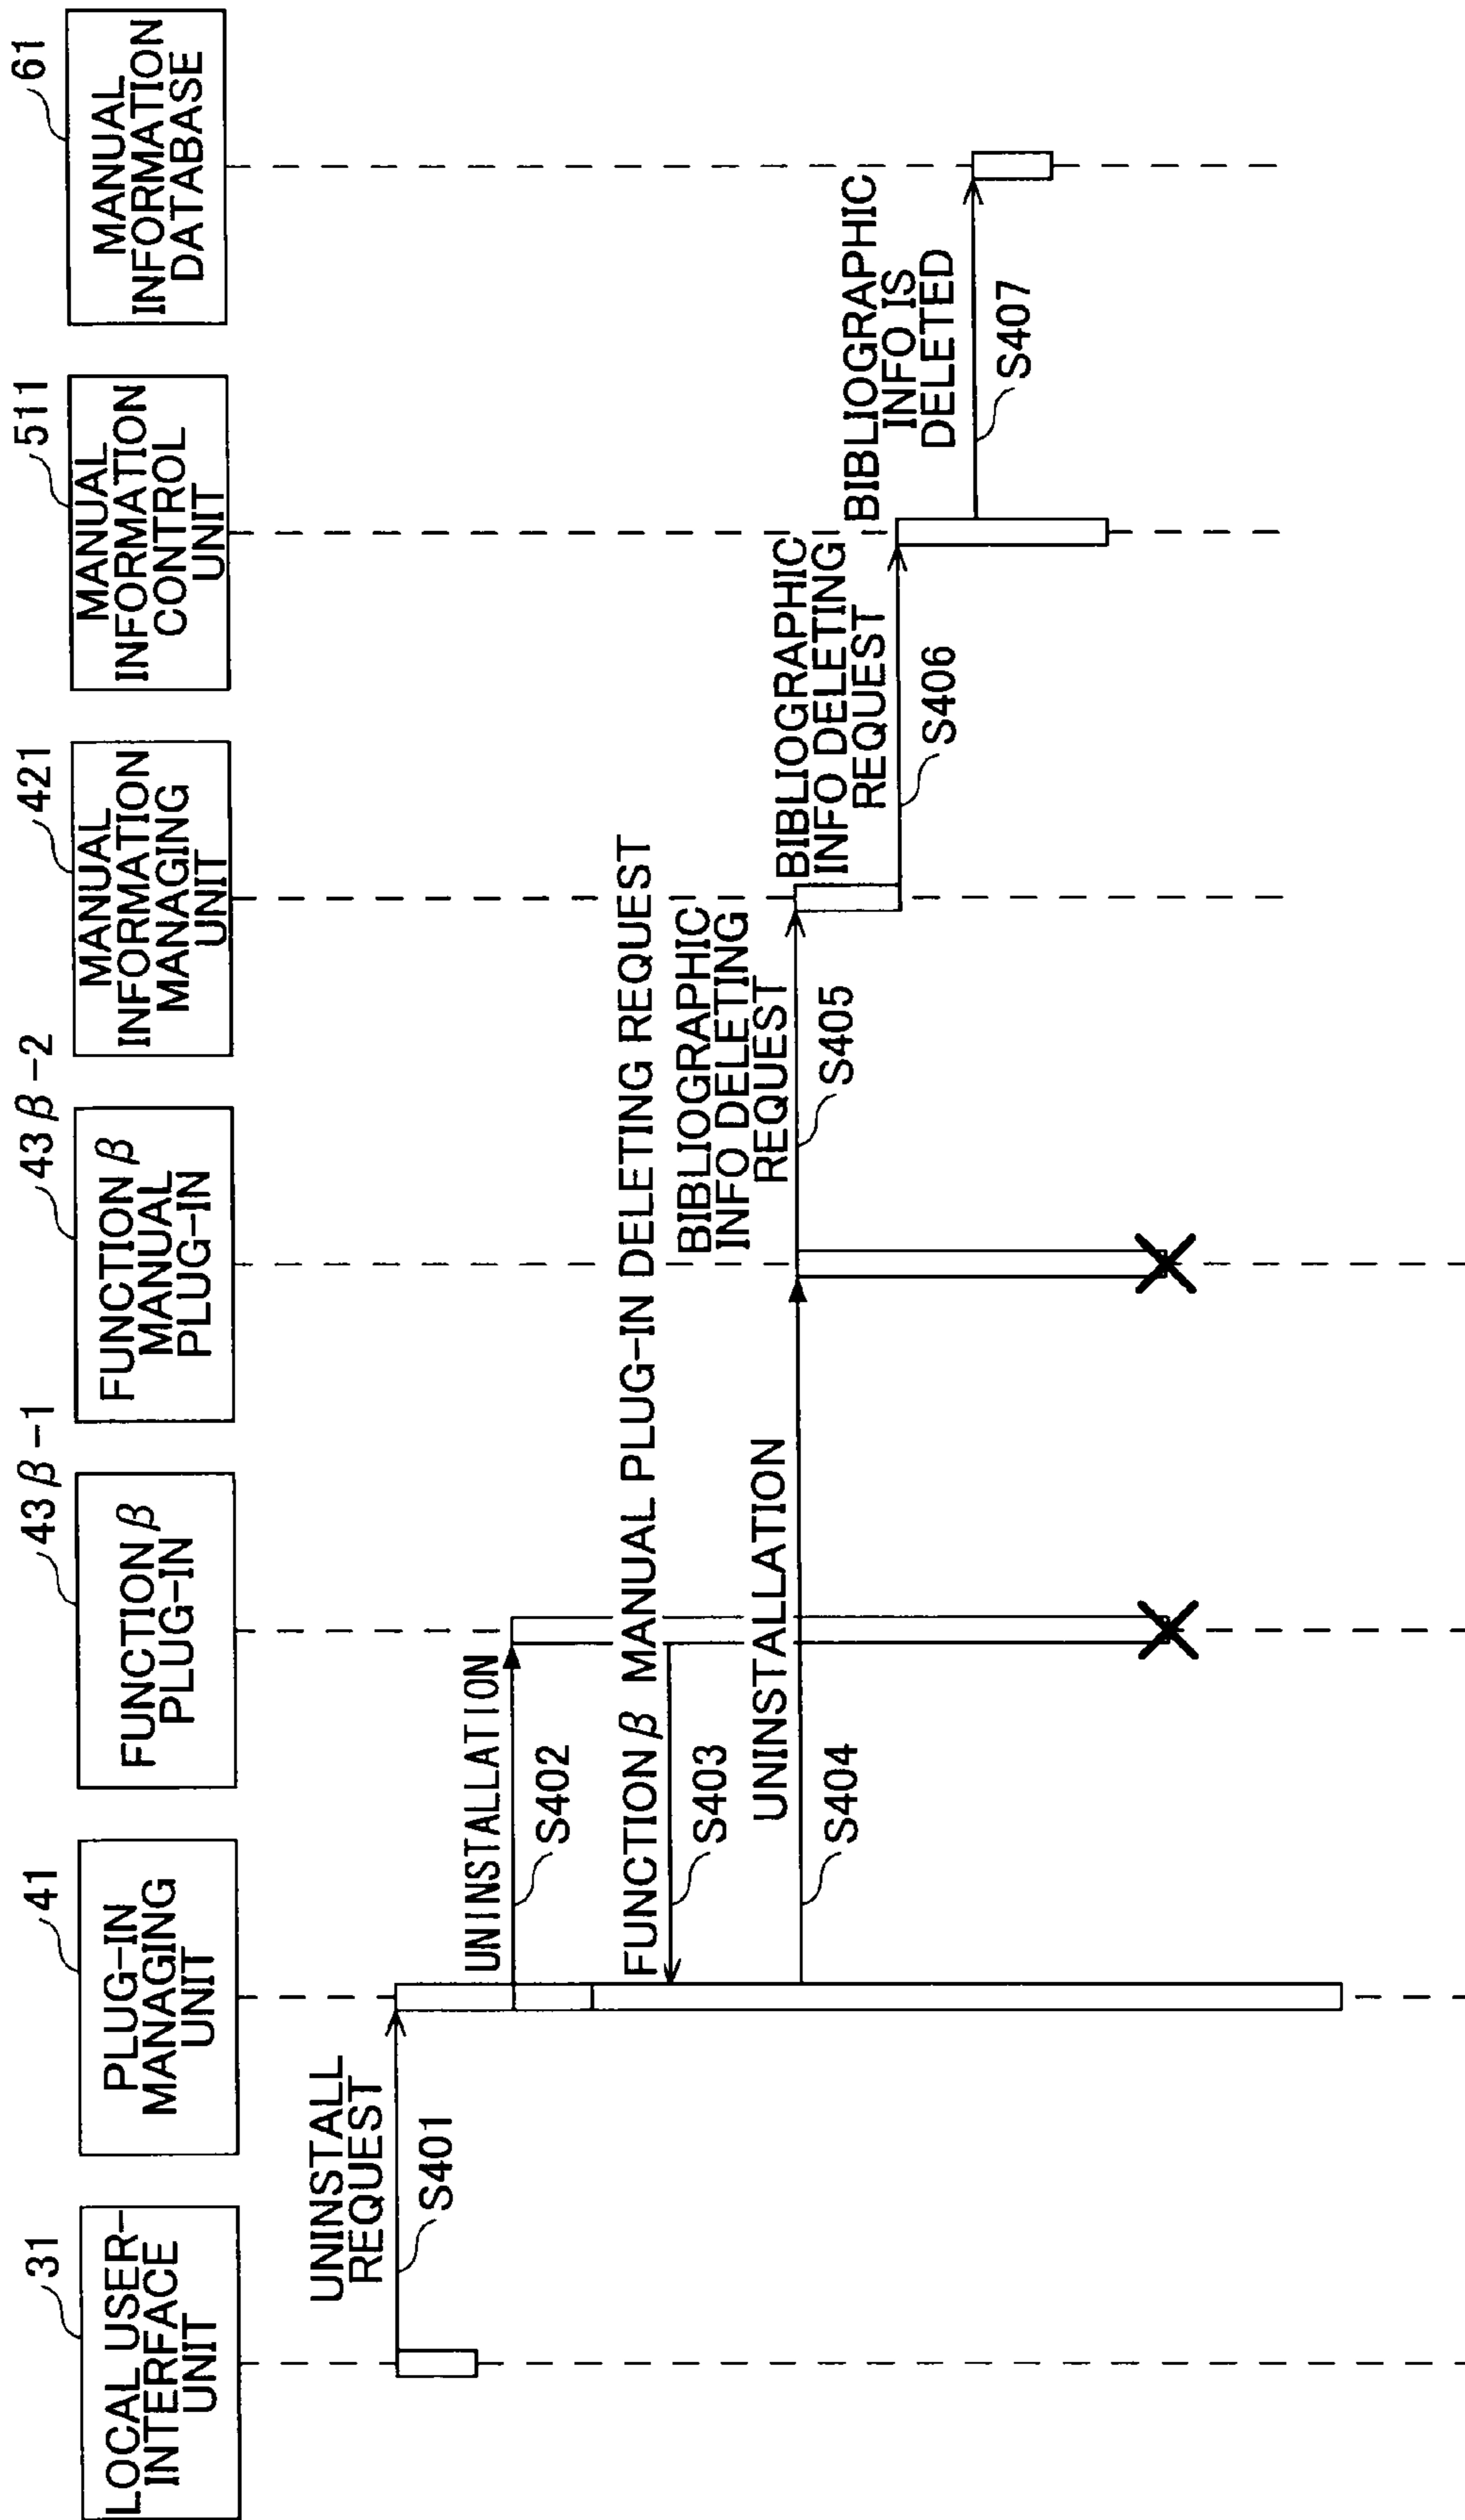 31
LOCAL USER-
INTERFACE
UNIT
41
PLUG-IN
MANAGING
UNIT
43β-1
FUNCTION β
PLUG-IN
43β-2
FUNCTION β
MANUAL
PLUG-IN
421
MANUAL
INFORMATION
MANAGING
UNIT
511
MANUAL
INFORMATION
CONTROL
UNIT
61
MANUAL
INFORMATION
DATABASE
UNINSTALL
REQUEST
S401
UNINSTALLATION
S402
FUNCTION β MANUAL PLUG-IN DELETING REQUEST
S403
UNINSTALLATION
S404
BIBLIOGRAPHIC
INFO DELETING
REQUEST
S405
BIBLIOGRAPHIC
INFO DELETING
REQUEST
S406
BIBLIOGRAPHIC
INFO IS
DELETED
S407